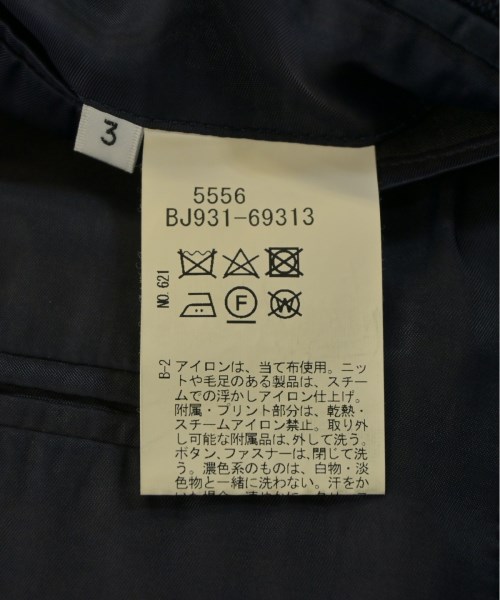 3
5556
BJ931-69313
F
W
NO.621
B-2
アイロンは、当て布使用。ニッ
トや毛足のある製品は、スチー
ムでの浮かしアイロン仕上げ。
附属・プリント部分は、乾熱・
スチームアイロン禁止。取り外
し可能な附属品は、外して洗う。
ボタン、ファスナーは、閉じて洗
う。濃色系のものは、白物・淡
色物と一緒に洗わない。汗をか